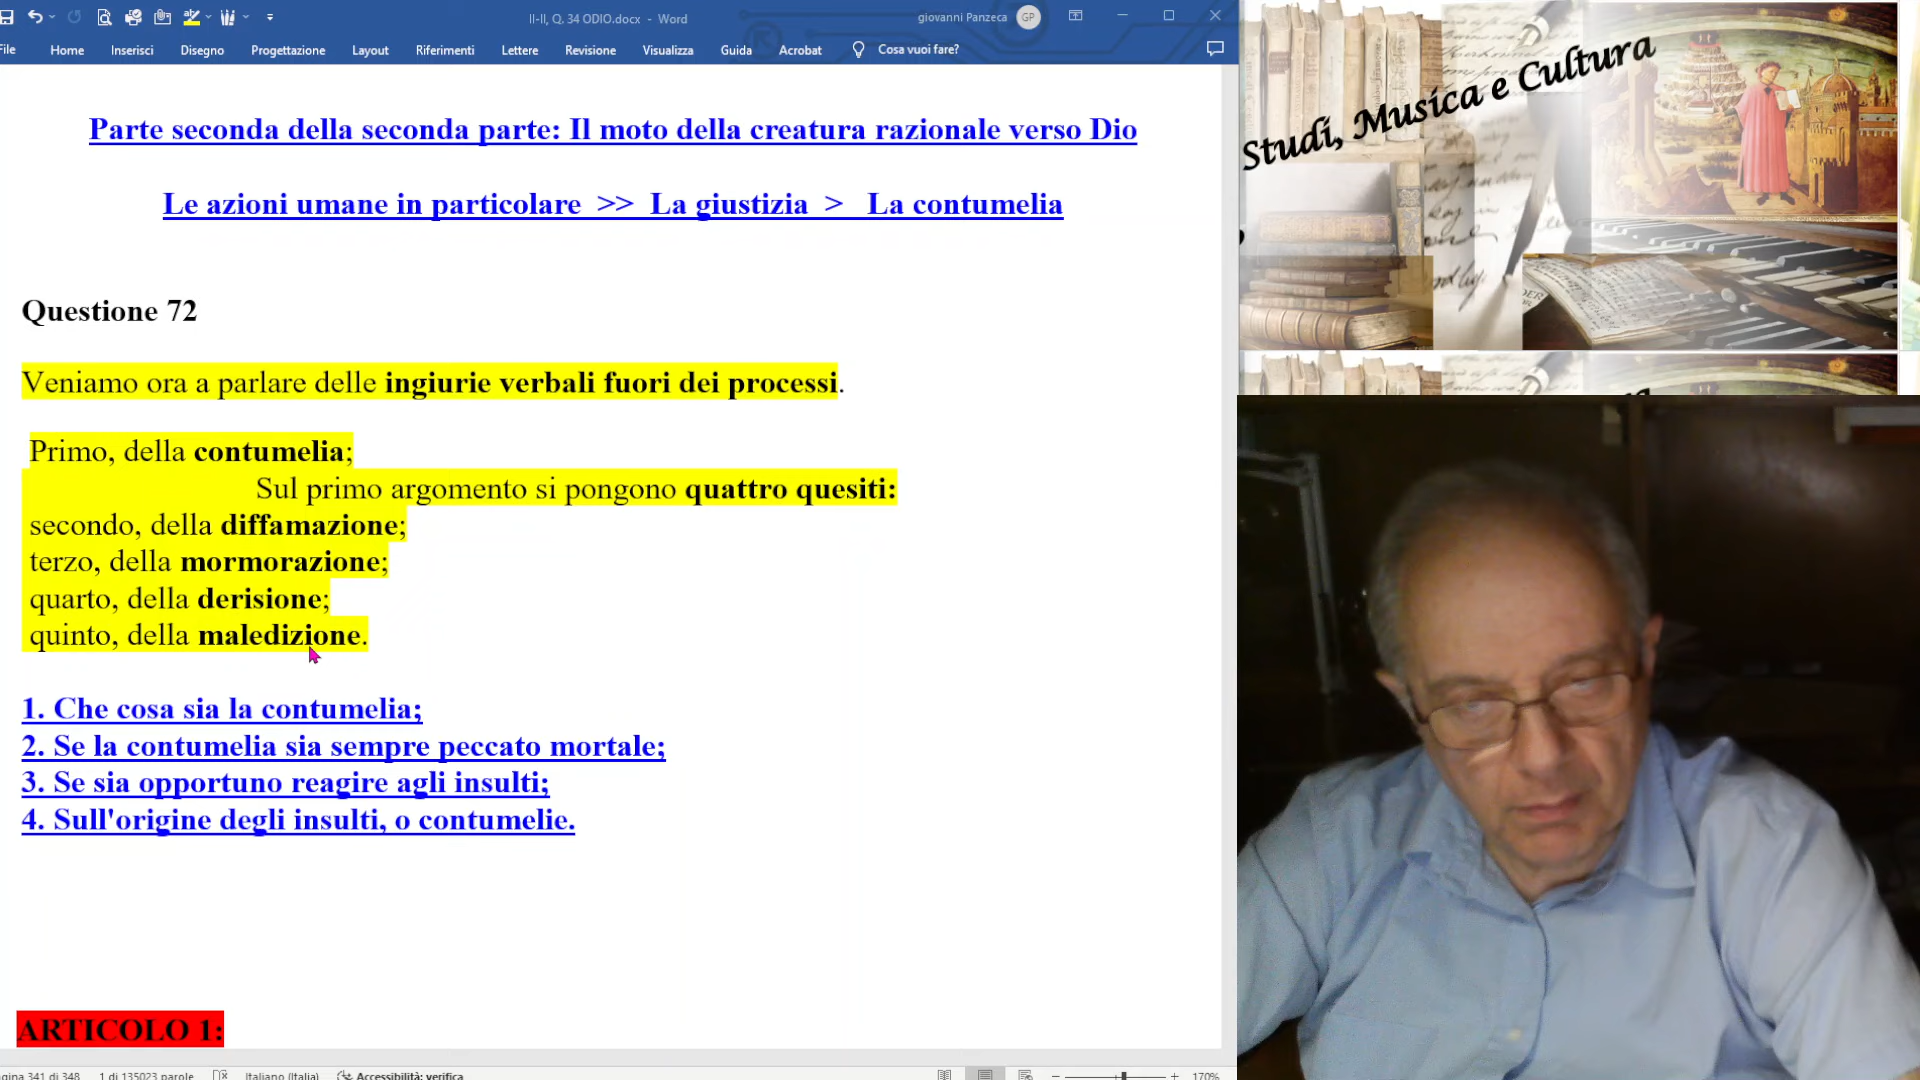 II-II, Q. 34 ODIO.docx - Word
giovanni Panzeca GP
File Home Inserisci Disegno Progettazione Layout Riferimenti Lettere Revisione Visualizza Guida Acrobat Cosa vuoi fare?
Studi, Musica e Cultura
Parte seconda della seconda parte: Il moto della creatura razionale verso Dio
Le azioni umane in particolare >> La giustizia > La contumelia
Questione 72
Veniamo ora a parlare delle ingiurie verbali fuori dei processi.
Primo, della contumelia;
Sul primo argomento si pongono quattro quesiti:
secondo, della diffamazione;
terzo, della mormorazione;
quarto, della derisione;
quinto, della maledizione.
1. Che cosa sia la contumelia;
2. Se la contumelia sia sempre peccato mortale;
3. Se sia opportuno reagire agli insulti;
4. Sull'origine degli insulti, o contumelie.
ARTICOLO 1:
gina 341 di 348 1 di 135023 parole Italiano (Italia) Accessibilità: verifica 170%